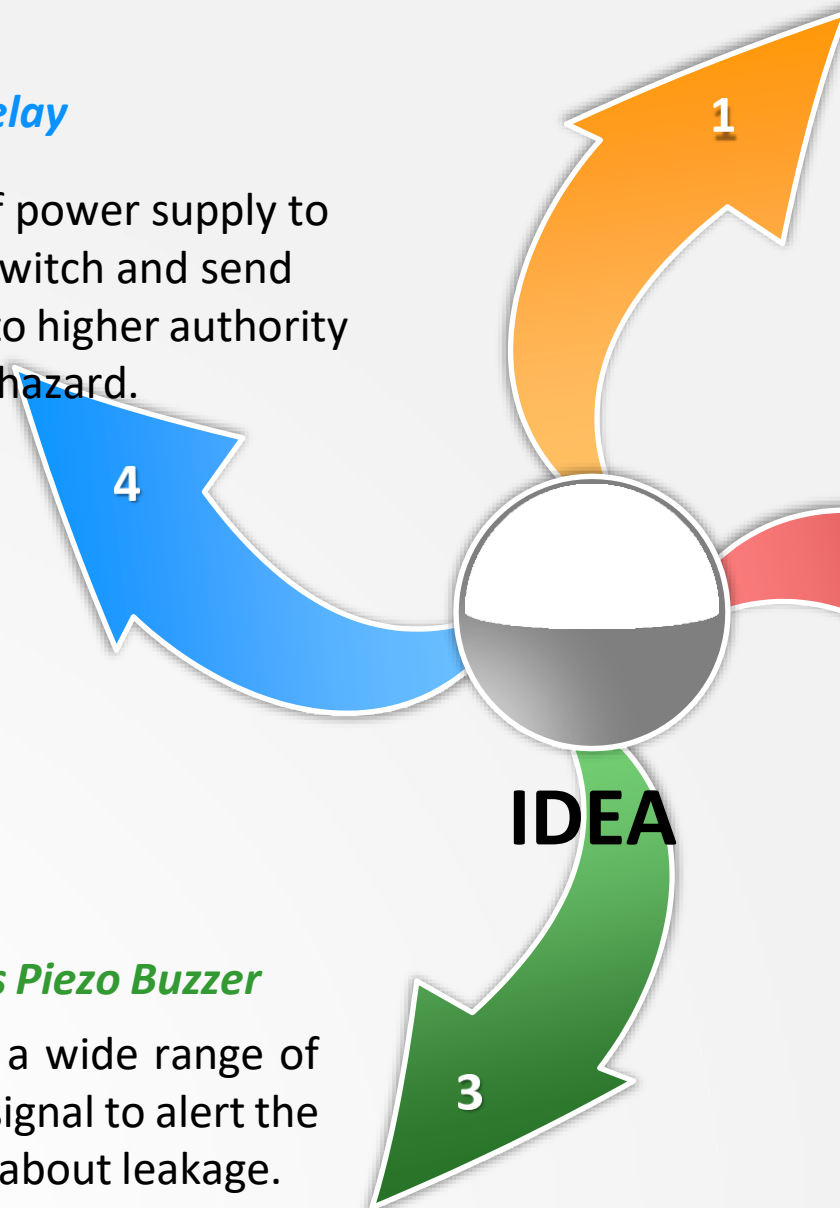 1
elay
f power supply to
witch and send
to higher authority
hazard.
4
IDEA
s Piezo Buzzer
a wide range of
signal to alert the
about leakage.
3